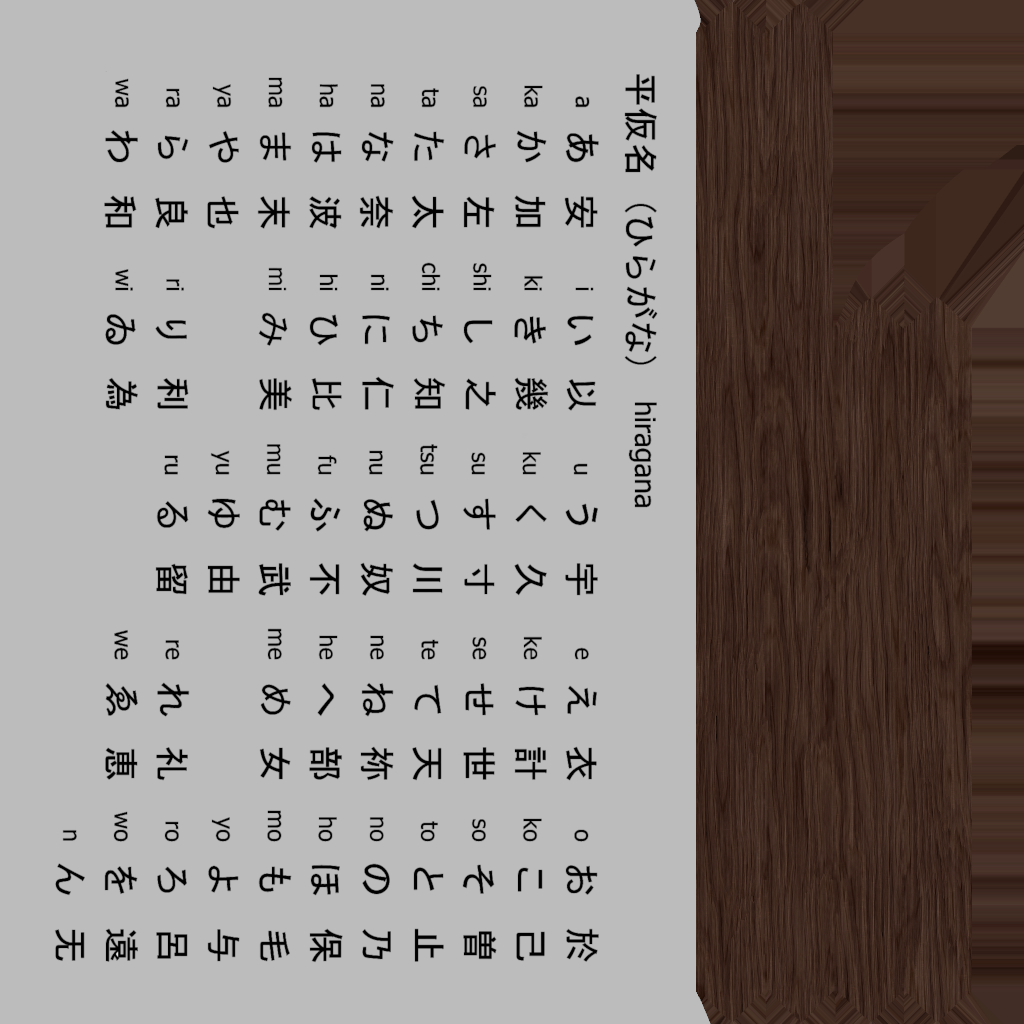 平仮名（ひらがな） hiragana
a あ 安 i い 以 u う 宇 e え 衣 o お 於
ka か 加 ki き 幾 ku く 久 ke け 計 ko こ 己
sa さ 左 shi し 之 su す 寸 se せ 世 so そ 曽
ta た 太 chi ち 知 tsu つ 川 te て 天 to と 止
na な 奈 ni に 仁 nu ぬ 奴 ne ね 祢 no の 乃
ha は 波 hi ひ 比 fu ふ 不 he へ 部 ho ほ 保
ma ま 末 mi み 美 mu む 武 me め 女 mo も 毛
ya や 也 yu ゆ 由 yo よ 与
ra ら 良 ri り 利 ru る 留 re れ 礼 ro ろ 呂
wa わ 和 wi ゐ 為 we ゑ 恵 wo を 遠
n ん 无